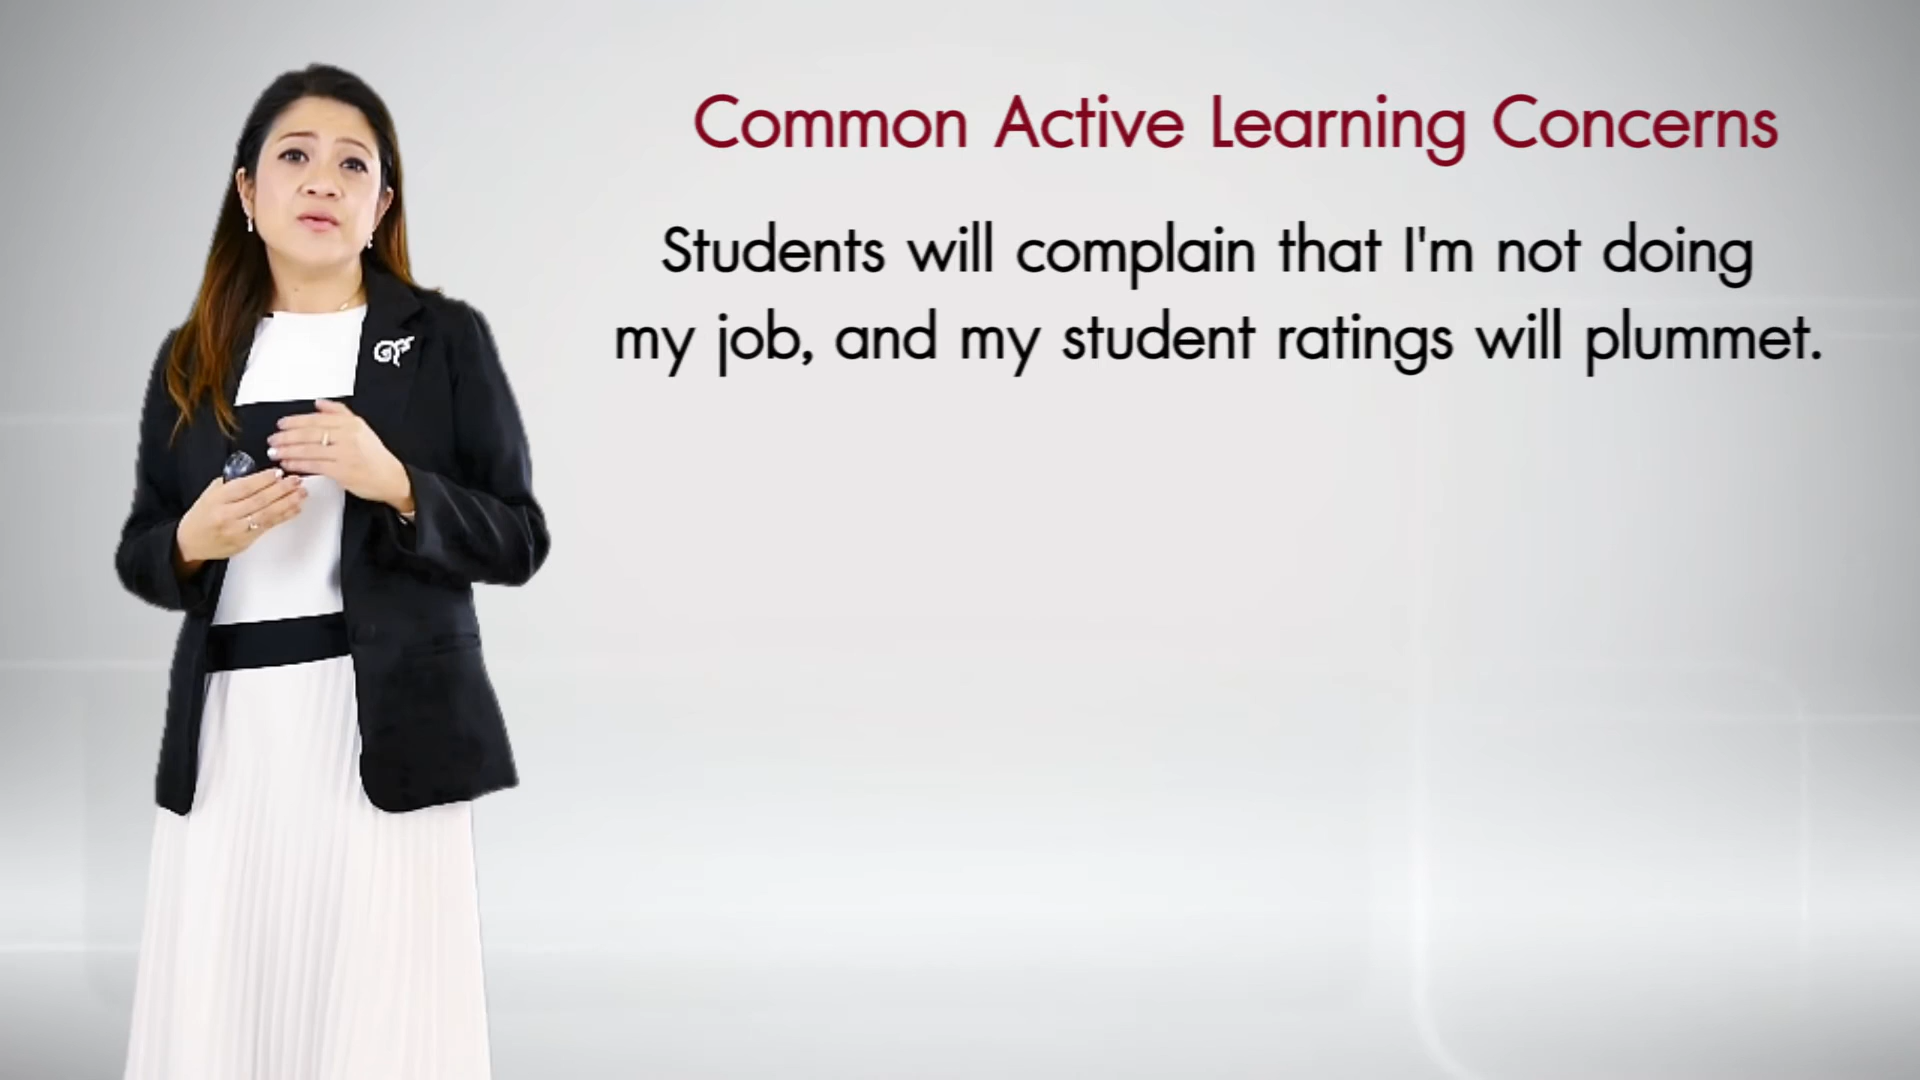 Common Active Learning Concerns
Students will complain that I'm not doing
my job, and my student ratings will plummet.